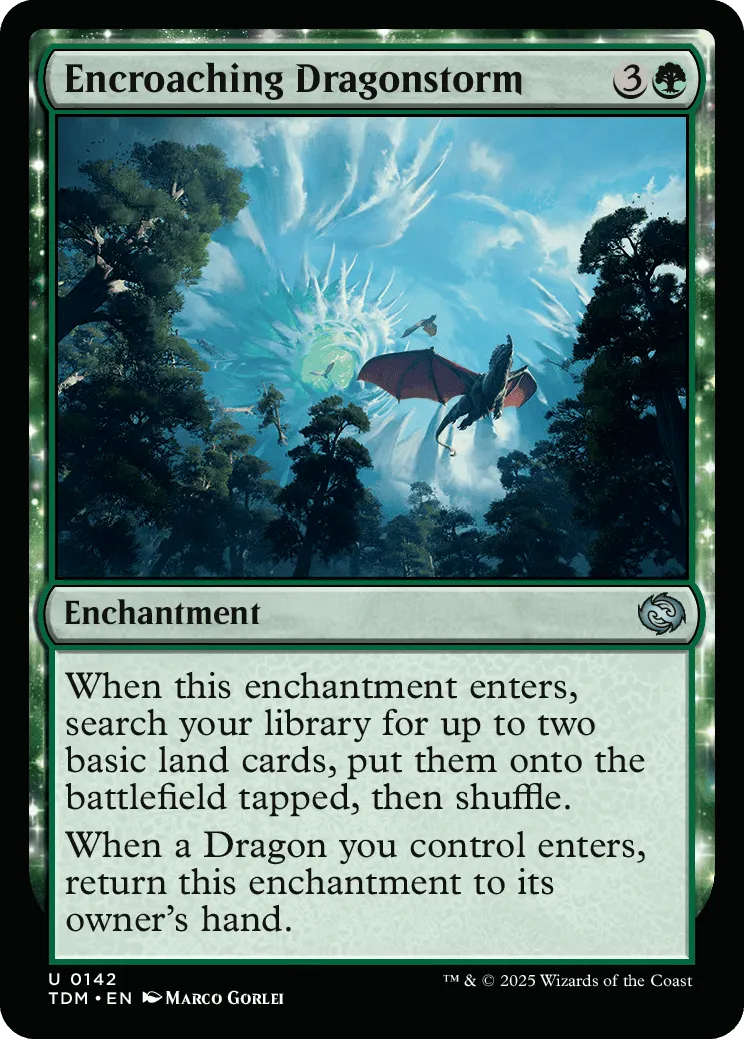 Encroaching Dragonstorm 3
Enchantment
When this enchantment enters,
search your library for up to two
basic land cards, put them onto the
battlefield tapped, then shuffle.
When a Dragon you control enters,
return this enchantment to its
owner's hand.
U 0142
TDM • EN Marco Gorlei
™ & © 2025 Wizards of the Coast